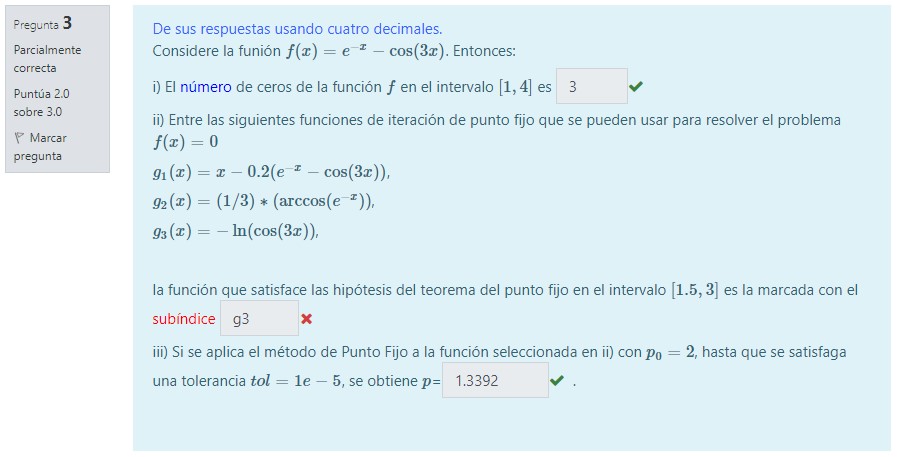 Pregunta 3
Parcialmente
correcta
Puntúa 2.0
sobre 3.0
Marcar
pregunta
De sus respuestas usando cuatro decimales.
Considere la funión f(x) = e^{-x} − cos(3x). Entonces:
i) El número de ceros de la función f en el intervalo [1, 4] es 3
ii) Entre las siguientes funciones de iteración de punto fijo que se pueden usar para resolver el problema
f(x) = 0
g₁(x) = x − 0.2(e^{-x} − cos(3x)),
g₂(x) = (1/3) ∗ (arccos(e^{-x})),
g₃(x) = − ln(cos(3x)),
la función que satisface las hipótesis del teorema del punto fijo en el intervalo [1.5, 3] es la marcada con el
subíndice g3
iii) Si se aplica el método de Punto Fijo a la función seleccionada en ii) con p₀ = 2, hasta que se satisfaga
una tolerancia tol = 1e − 5, se obtiene p= 1.3392 .